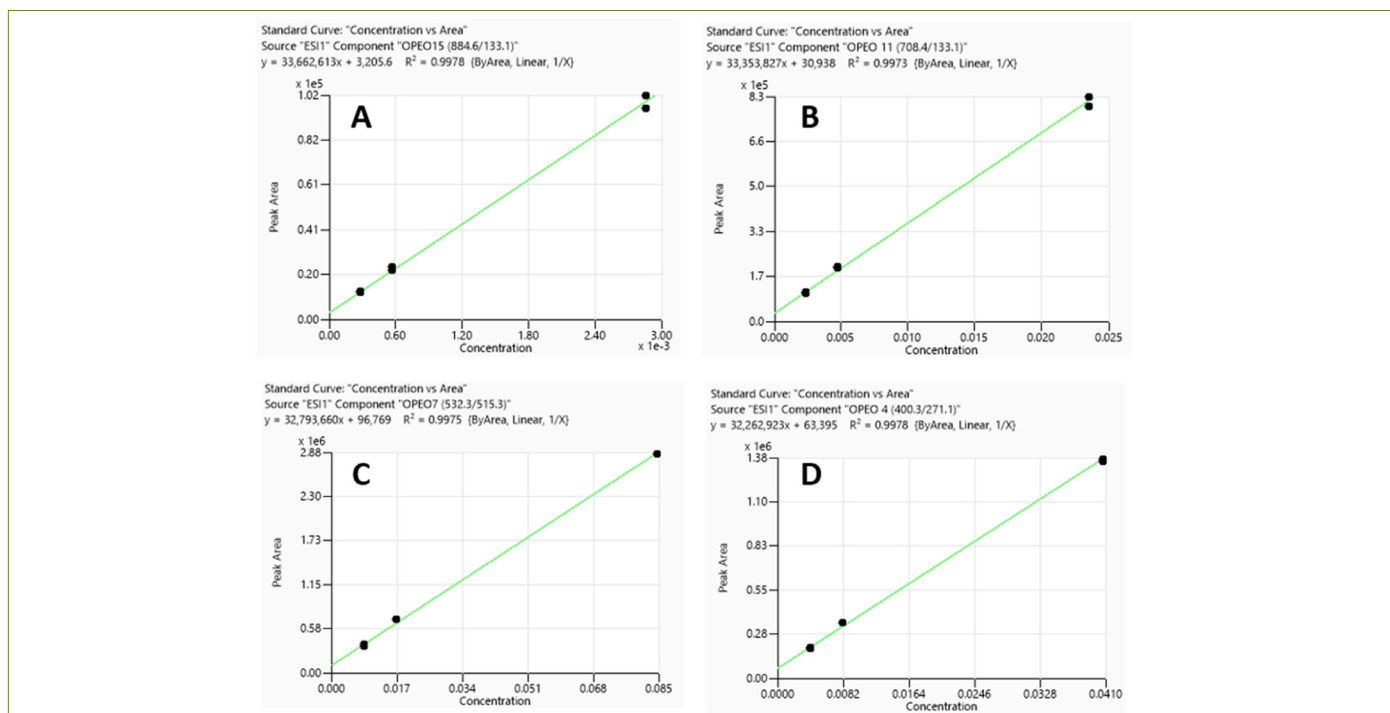 Standard Curve: "Concentration vs Area"
Source "ESI1" Component "OPEO15 (884.6/133.1)"
y = 33,662,613x + 3,205.6 R² = 0.9978 {ByArea, Linear, 1/X}
x 1e5
1.02
0.82
0.61
0.41
0.20
0.00
Peak Area
A
0.00 0.60 1.20 1.80 2.40 3.00
Concentration x 1e-3
Standard Curve: "Concentration vs Area"
Source "ESI1" Component "OPEO 11 (708.4/133.1)"
y = 33,353,827x + 30,938 R² = 0.9973 {ByArea, Linear, 1/X}
x 1e5
8.3
6.6
5.0
3.3
1.7
0.0
Peak Area
B
0.000 0.005 0.010 0.015 0.020 0.025
Concentration
Standard Curve: "Concentration vs Area"
Source "ESI1" Component "OPEO7 (532.3/515.3)"
y = 32,793,660x + 96,769 R² = 0.9975 {ByArea, Linear, 1/X}
x 1e6
2.88
2.30
1.73
1.15
0.58
0.00
Peak Area
C
0.000 0.017 0.034 0.051 0.068 0.085
Concentration
Standard Curve: "Concentration vs Area"
Source "ESI1" Component "OPEO 4 (400.3/271.1)"
y = 32,262,923x + 63,395 R² = 0.9978 {ByArea, Linear, 1/X}
x 1e6
1.38
1.10
0.83
0.55
0.28
0.00
Peak Area
D
0.0000 0.0082 0.0164 0.0246 0.0328 0.0410
Concentration